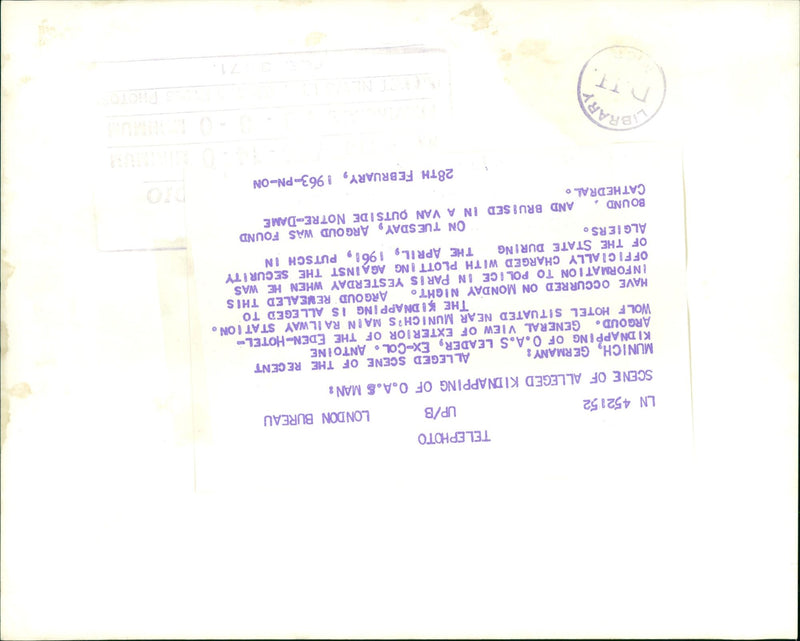 TELEPHOTO
LN 452152 UP/B LONDON BUREAU
SCENE OF ALLEGED KIDNAPPING OF O.A.S MAN:
MUNICH, GERMANY: ALLEGED SCENE OF THE RECENT
KIDNAPPING OF O.A.S LEADER, EX-COL. ANTOINE
ARGOUD. GENERAL VIEW OF EXTERIOR OF THE EDEN-HOTEL-
WOLF HOTEL SITUATED NEAR MUNICH'S MAIN RAILWAY STATION.
THE KIDNAPPING IS ALLEGED TO
HAVE OCCURRED ON MONDAY NIGHT. ARGOUD REVEALED THIS
INFORMATION TO POLICE IN PARIS YESTERDAY WHEN HE WAS
OFFICIALLY CHARGED WITH PLOTTING AGAINST THE SECURITY
OF THE STATE DURING THE APRIL, 1961, PUTSCH IN
ALGIERS.
ON TUESDAY, ARGOUD WAS FOUND
BOUND . AND BRUISED IN A VAN OUTSIDE NOTRE-DAME
CATHEDRAL.
28TH FEBRUARY, 1963-PN-ON
LIBRARY
D.H.
MINIMUM
MINIMUM